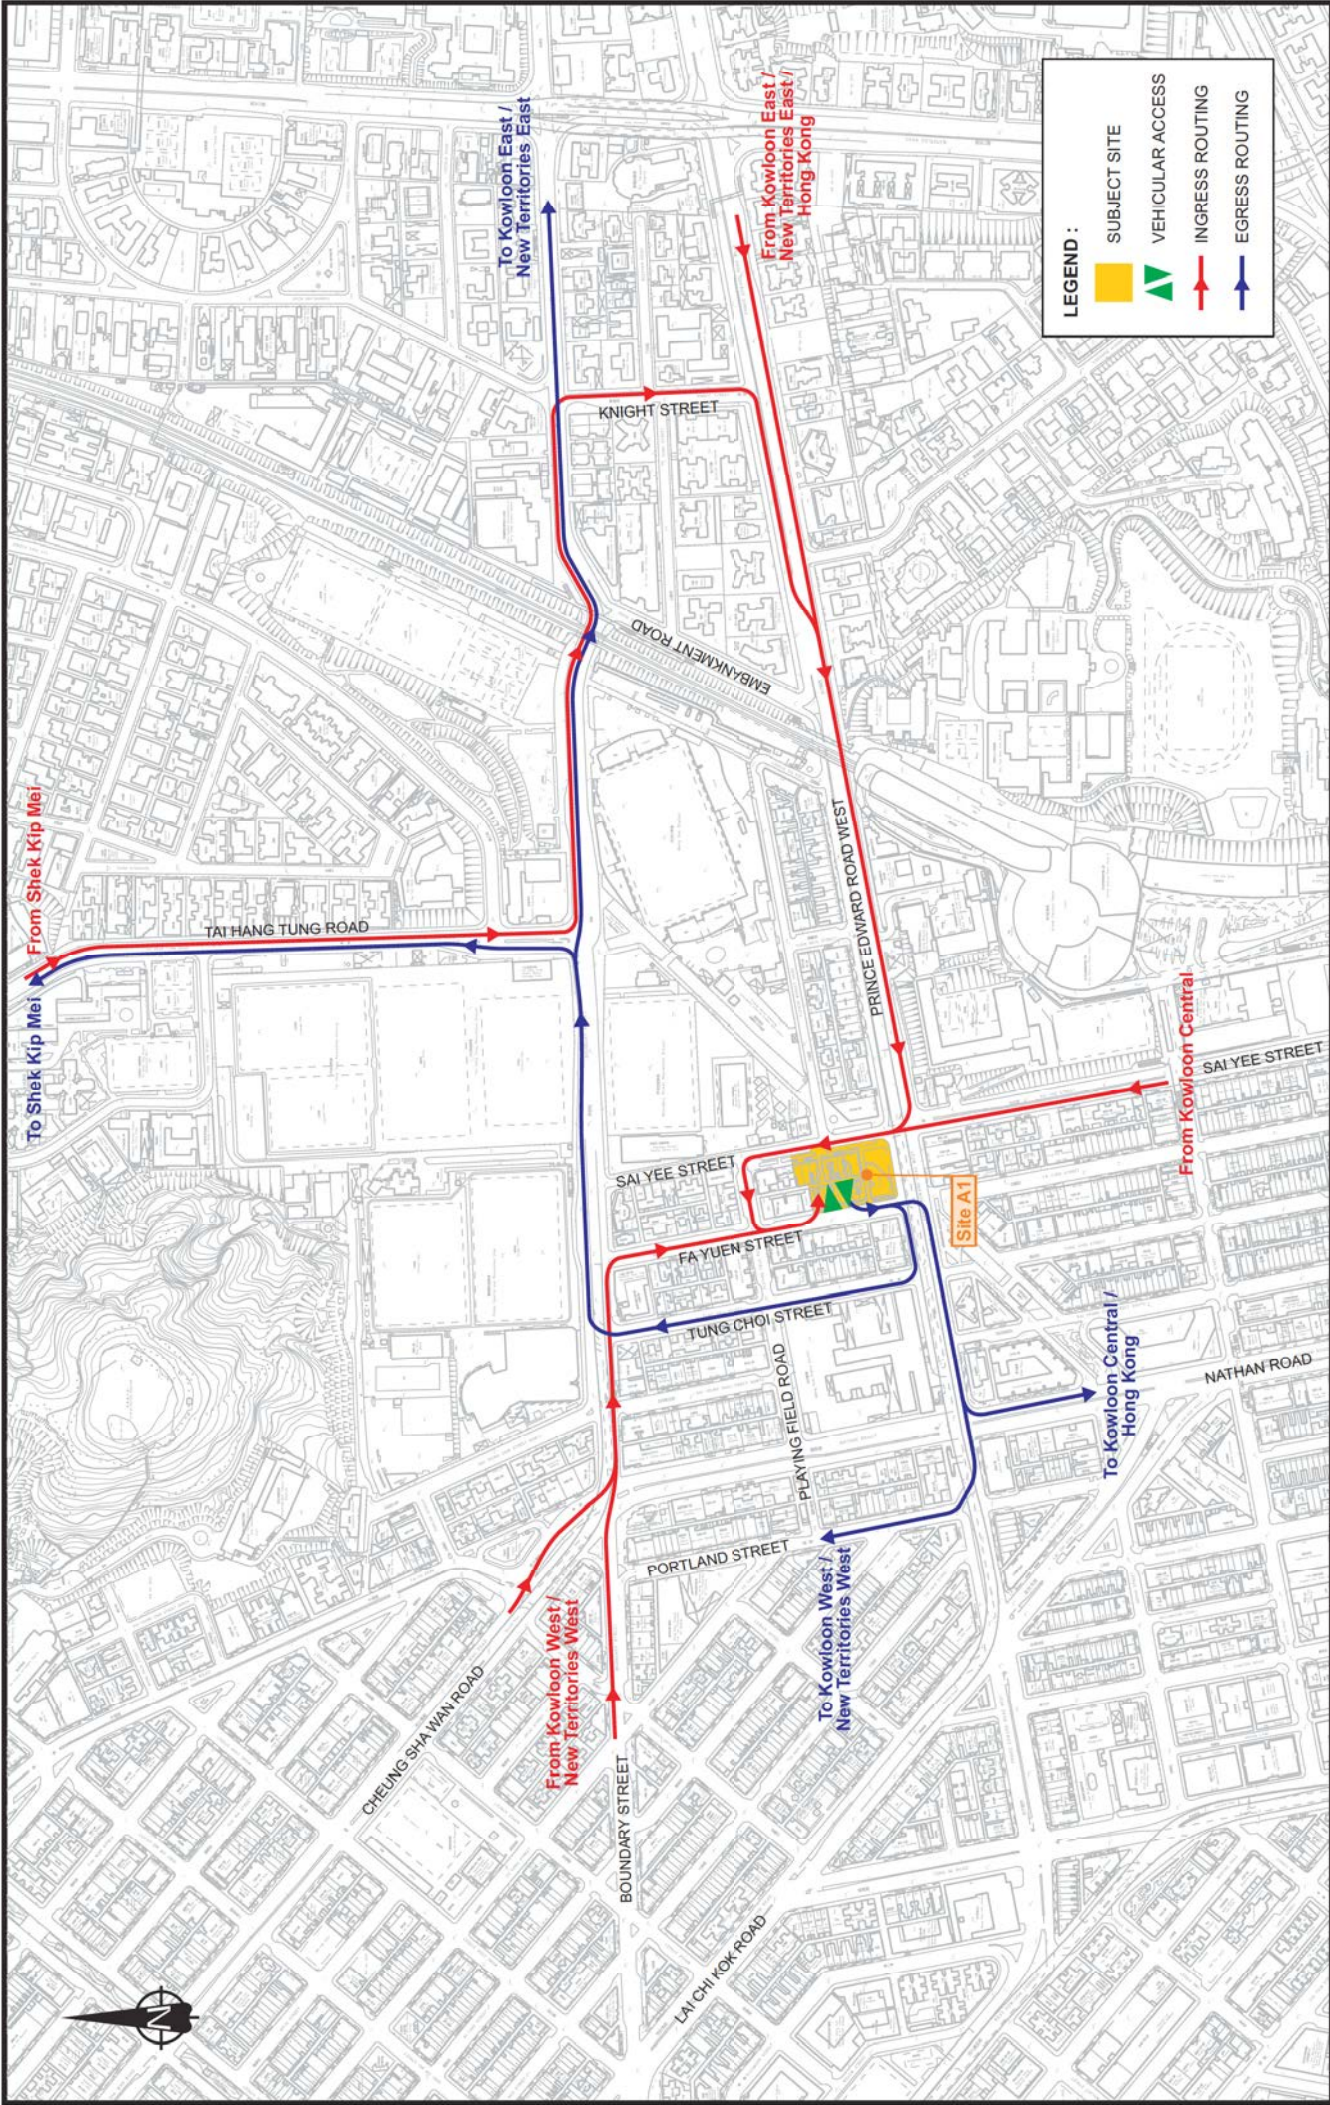 From Shek Kip Mei
To Shek Kip Mei
TAI HANG TUNG ROAD
To Kowloon East /
New Territories East
From Kowloon East /
New Territories East /
Hong Kong
KNIGHT STREET
EMBANKMENT ROAD
PRINCE EDWARD ROAD WEST
SAI YEE STREET
FA YUEN STREET
TUNG CHOI STREET
PLAYING FIELD ROAD
PORTLAND STREET
CHEUNG SHA WAN ROAD
From Kowloon West /
New Territories West
BOUNDARY STREET
To Kowloon West /
New Territories West
LAI CHI KOK ROAD
Site A1
To Kowloon Central /
Hong Kong
NATHAN ROAD
From Kowloon Central
SAI YEE STREET
LEGEND :
SUBJECT SITE
VEHICULAR ACCESS
INGRESS ROUTING
EGRESS ROUTING
N